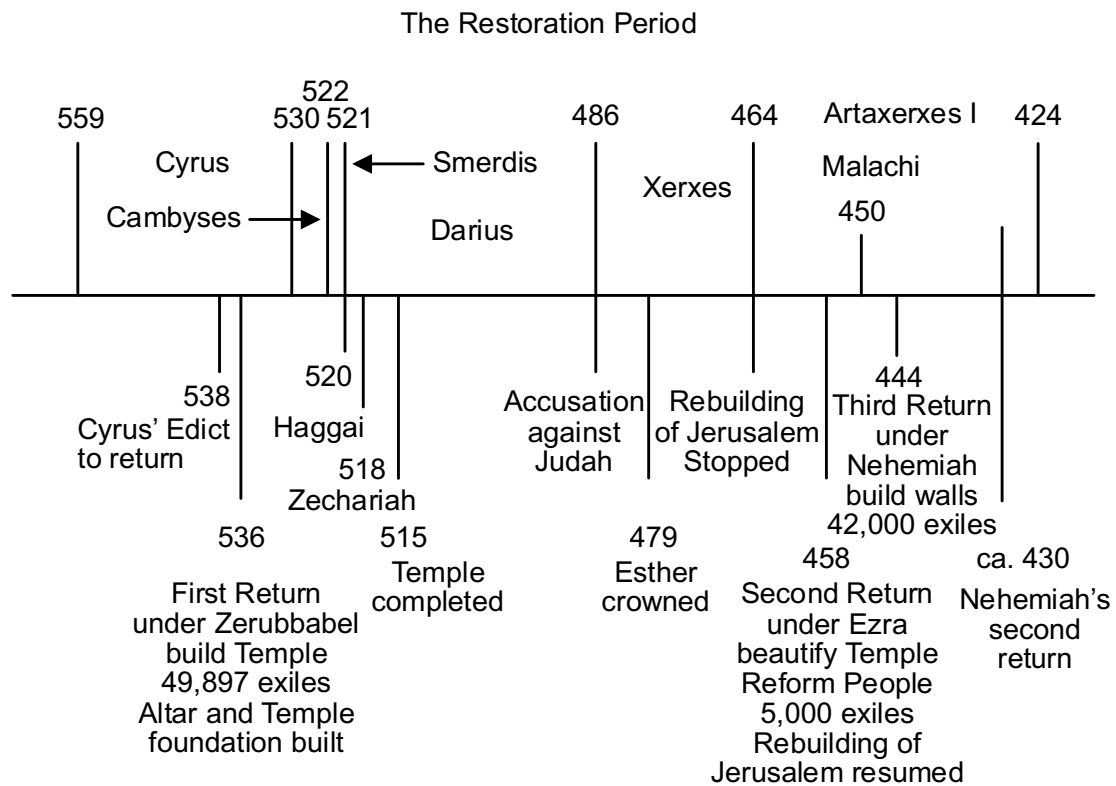 The Restoration Period
522
559
530
521
486
464
Artaxerxes I
424
Cyrus
Smerdis
Malachi
Xerxes
Cambyses
Darius
450
538
Cyrus’ Edict
to return
520
Haggai
518
Zechariah
536
First Return
under Zerubbabel
build Temple
49,897 exiles
Altar and Temple
foundation built
515
Temple
completed
Accusation
against
Judah
479
Esther
crowned
Rebuilding
of Jerusalem
Stopped
458
Second Return
under Ezra
beautify Temple
Reform People
5,000 exiles
Rebuilding of
Jerusalem resumed
444
Third Return
under
Nehemiah
build walls
42,000 exiles
ca. 430
Nehemiah’s
second
return